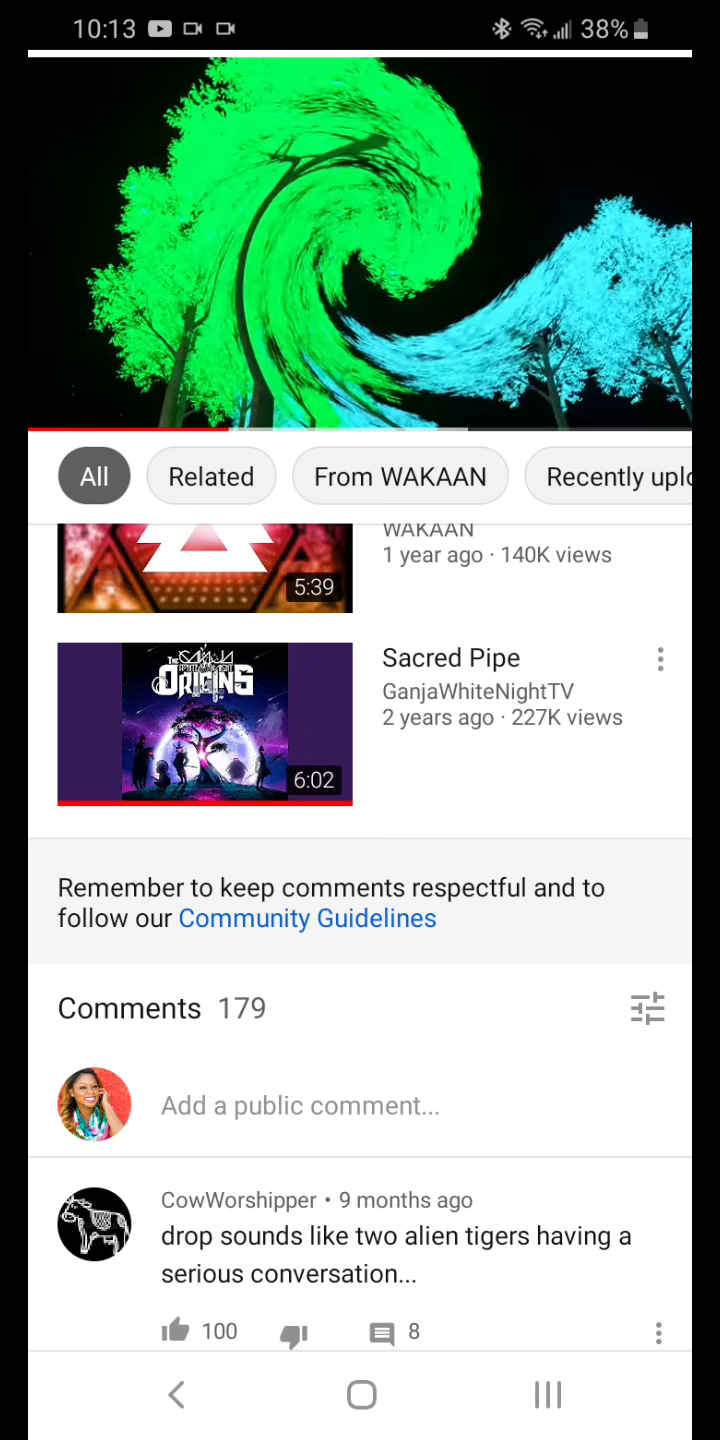 10:13 38%
All Related From WAKAAN Recently uplo
WAKAAN
1 year ago · 140K views
5:39
Sacred Pipe
GanjaWhiteNightTV
2 years ago · 227K views
THE
ORIGINS
6:02
Remember to keep comments respectful and to
follow our Community Guidelines
Comments 179
Add a public comment...
CowWorshipper • 9 months ago
drop sounds like two alien tigers having a
serious conversation...
100 8